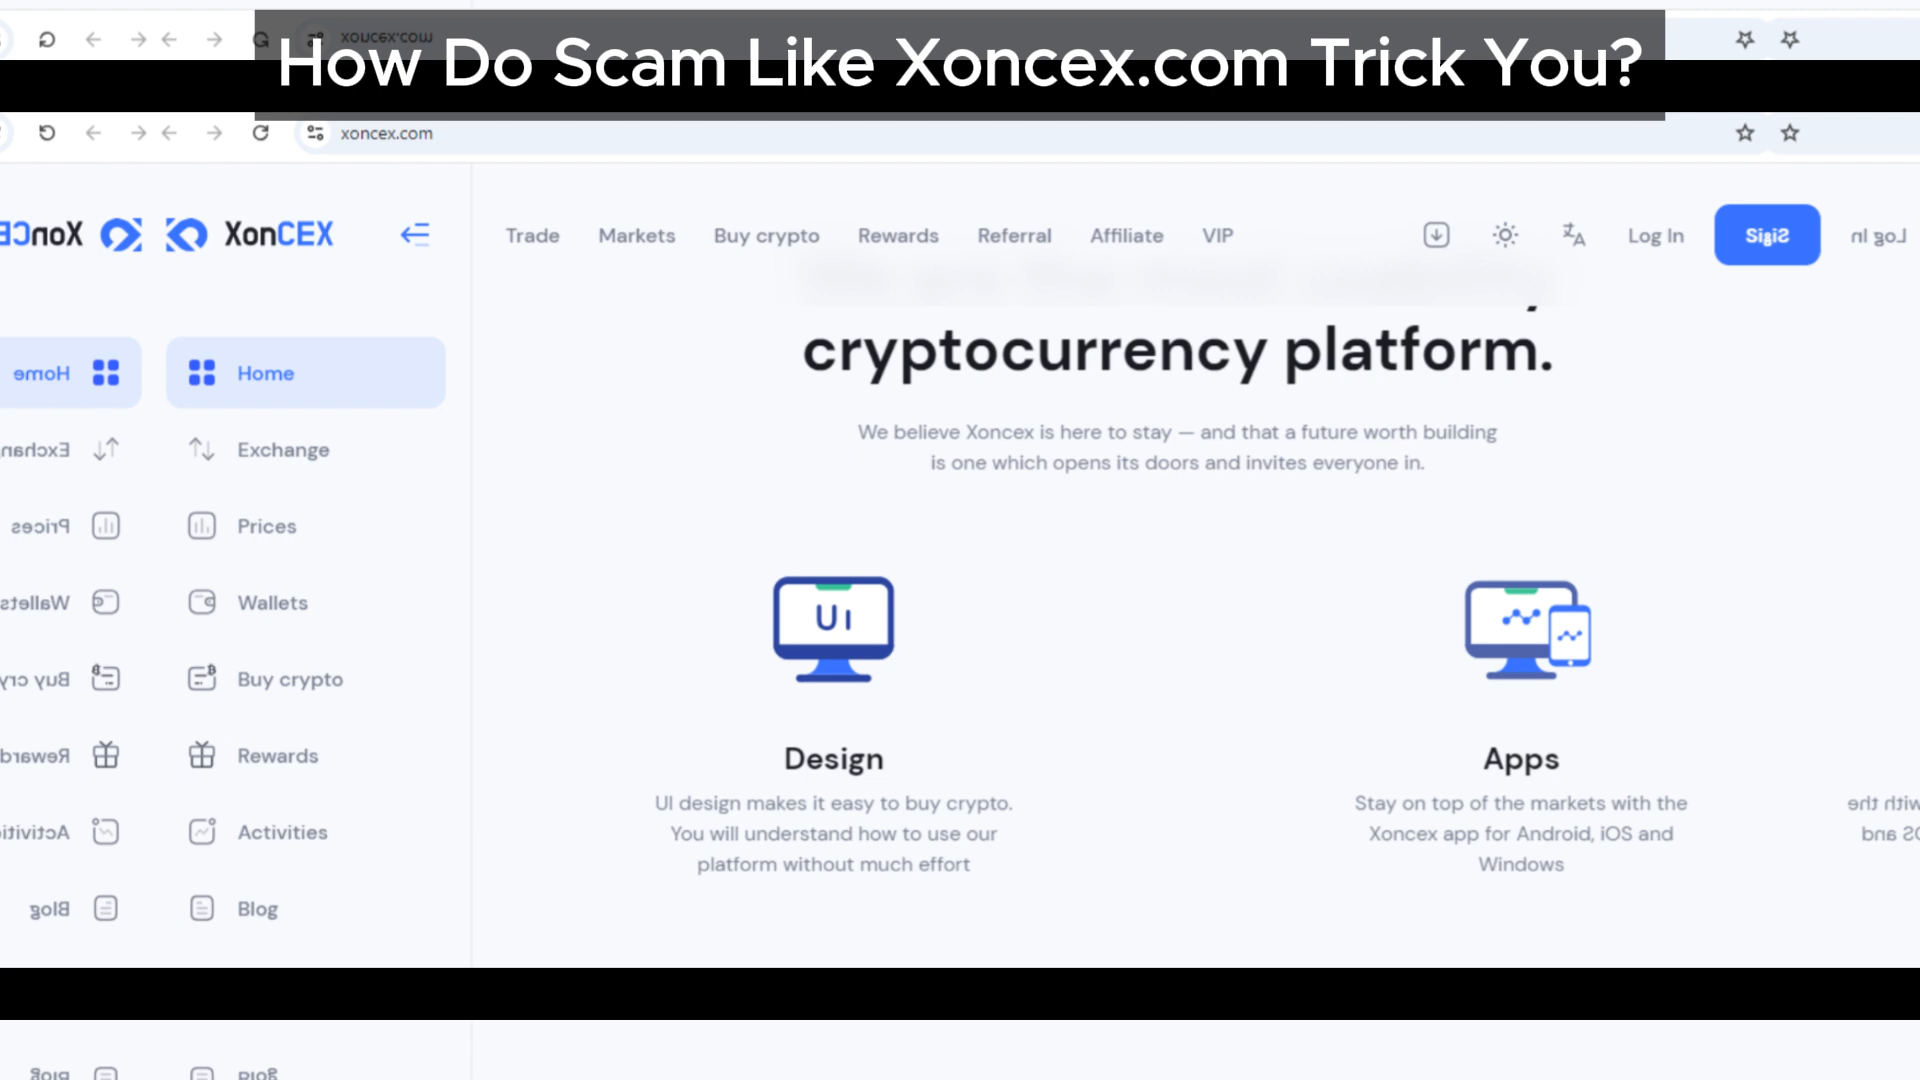 How Do Scam Like Xoncex.com Trick You?
xoncex.com
XonCEX
Trade Markets Buy crypto Rewards Referral Affiliate VIP Log In
cryptocurrency platform.
We believe Xoncex is here to stay — and that a future worth building
is one which opens its doors and invites everyone in.
Home
Exchange
Prices
Wallets
Buy crypto
Rewards
Activities
Blog
UI
Design
UI design makes it easy to buy crypto.
You will understand how to use our
platform without much effort
Apps
Stay on top of the markets with the
Xoncex app for Android, iOS and
Windows